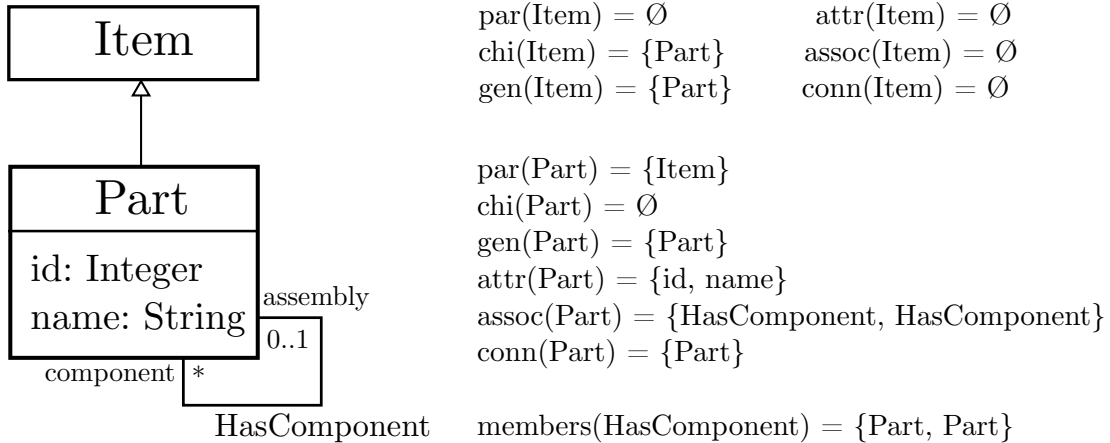 Item
par(Item) = Ø attr(Item) = Ø
chi(Item) = {Part} assoc(Item) = Ø
gen(Item) = {Part} conn(Item) = Ø
Part
id: Integer
name: String
assembly
0..1
component *
HasComponent
par(Part) = {Item}
chi(Part) = Ø
gen(Part) = {Part}
attr(Part) = {id, name}
assoc(Part) = {HasComponent, HasComponent}
conn(Part) = {Part}
members(HasComponent) = {Part, Part}